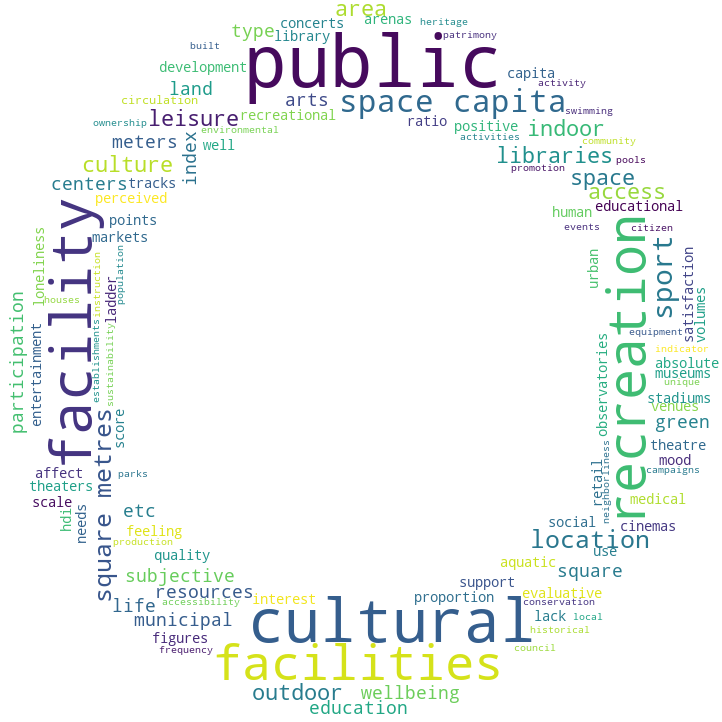 area
concerts
arenas
heritage
type
library
public
patrimony
built
development
capita
activity
land
arts
space capita
circulation
swimming
leisure
recreational
ratio
positive
indoor
ownership
environmental
activities
community
meters
index
well
libraries
pools
promotion
culture
space
centers
tracks
access
perceived
educational
points
human
events
citizen
markets
facility
loneliness
houses
instruction
population
ladder
urban
recreation
sport
satisfaction
volumes
participation
entertainment
establishments
sustainability
equipment
indicator
observatories
absolute
museums
unique
stadiums
venues
green
square metres
score
theatre
mood
affect
parks
theaters
retail
neighborliness
campaigns
scale
medical
hdi
needs
etc
social
cinemas
feeling
location
production
use
quality
aquatic
subjective
square
support
resources
interest
proportion
evaluative
life
accessibility
conservation
municipal
cultural
lack
local
figures
historical
frequency
council
facilities
outdoor
wellbeing
education